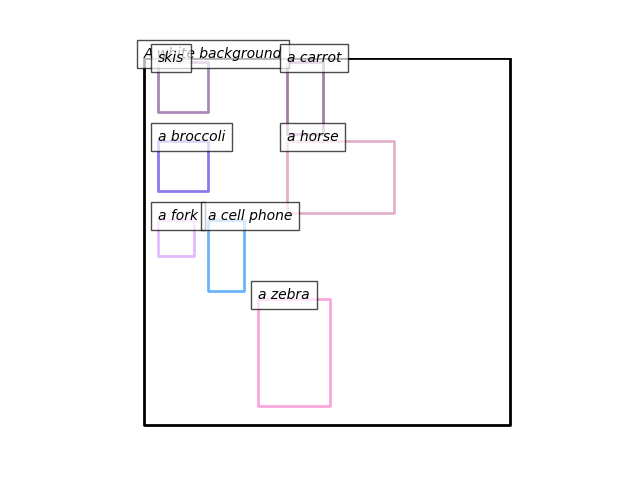 A white background
skis
a carrot
a broccoli
a horse
a fork
a cell phone
a zebra